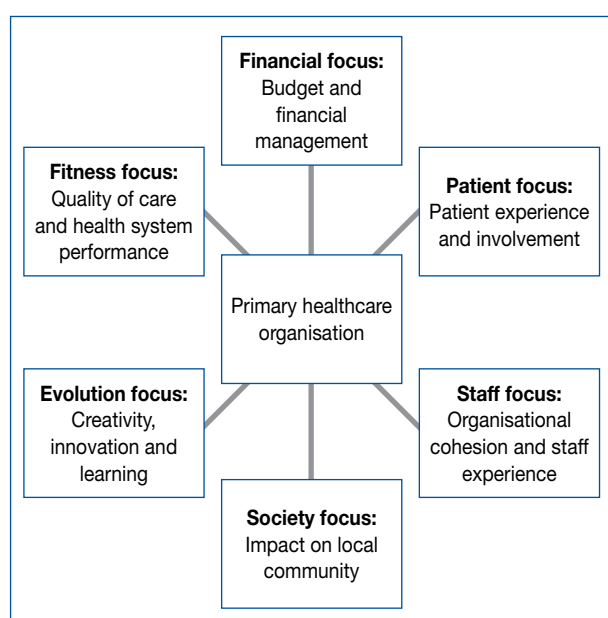 Financial focus:
Budget and
financial
management
Fitness focus:
Quality of care
and health system
performance
Patient focus:
Patient experience
and involvement
Primary healthcare
organisation
Evolution focus:
Creativity,
innovation and
learning
Staff focus:
Organisational
cohesion and staff
experience
Society focus:
Impact on local
community